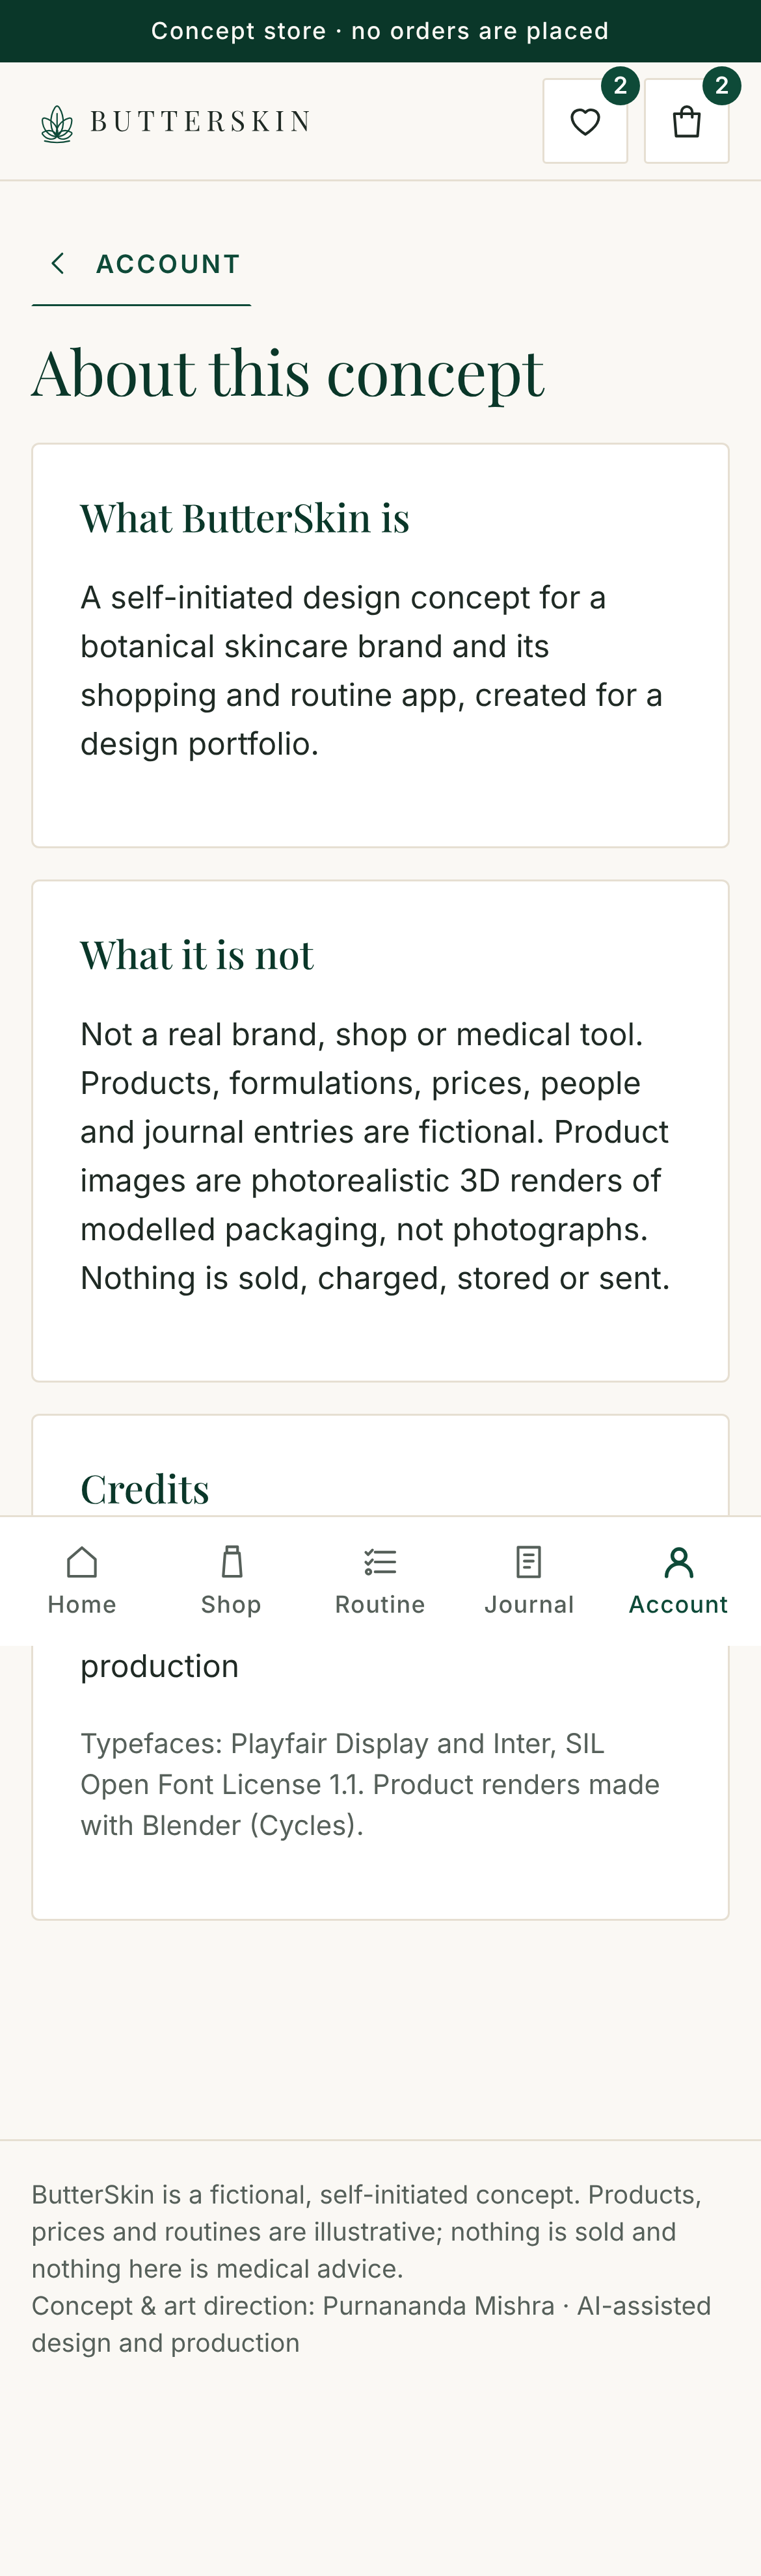 Concept store · no orders are placed
BUTTERSKIN
2
2
ACCOUNT
About this concept
What ButterSkin is
A self-initiated design concept for a
botanical skincare brand and its
shopping and routine app, created for a
design portfolio.
What it is not
Not a real brand, shop or medical tool.
Products, formulations, prices, people
and journal entries are fictional. Product
images are photorealistic 3D renders of
modelled packaging, not photographs.
Nothing is sold, charged, stored or sent.
Credits
Home
Shop
Routine
Journal
Account
production
Typefaces: Playfair Display and Inter, SIL
Open Font License 1.1. Product renders made
with Blender (Cycles).
ButterSkin is a fictional, self-initiated concept. Products,
prices and routines are illustrative; nothing is sold and
nothing here is medical advice.
Concept & art direction: Purnananda Mishra · AI-assisted
design and production